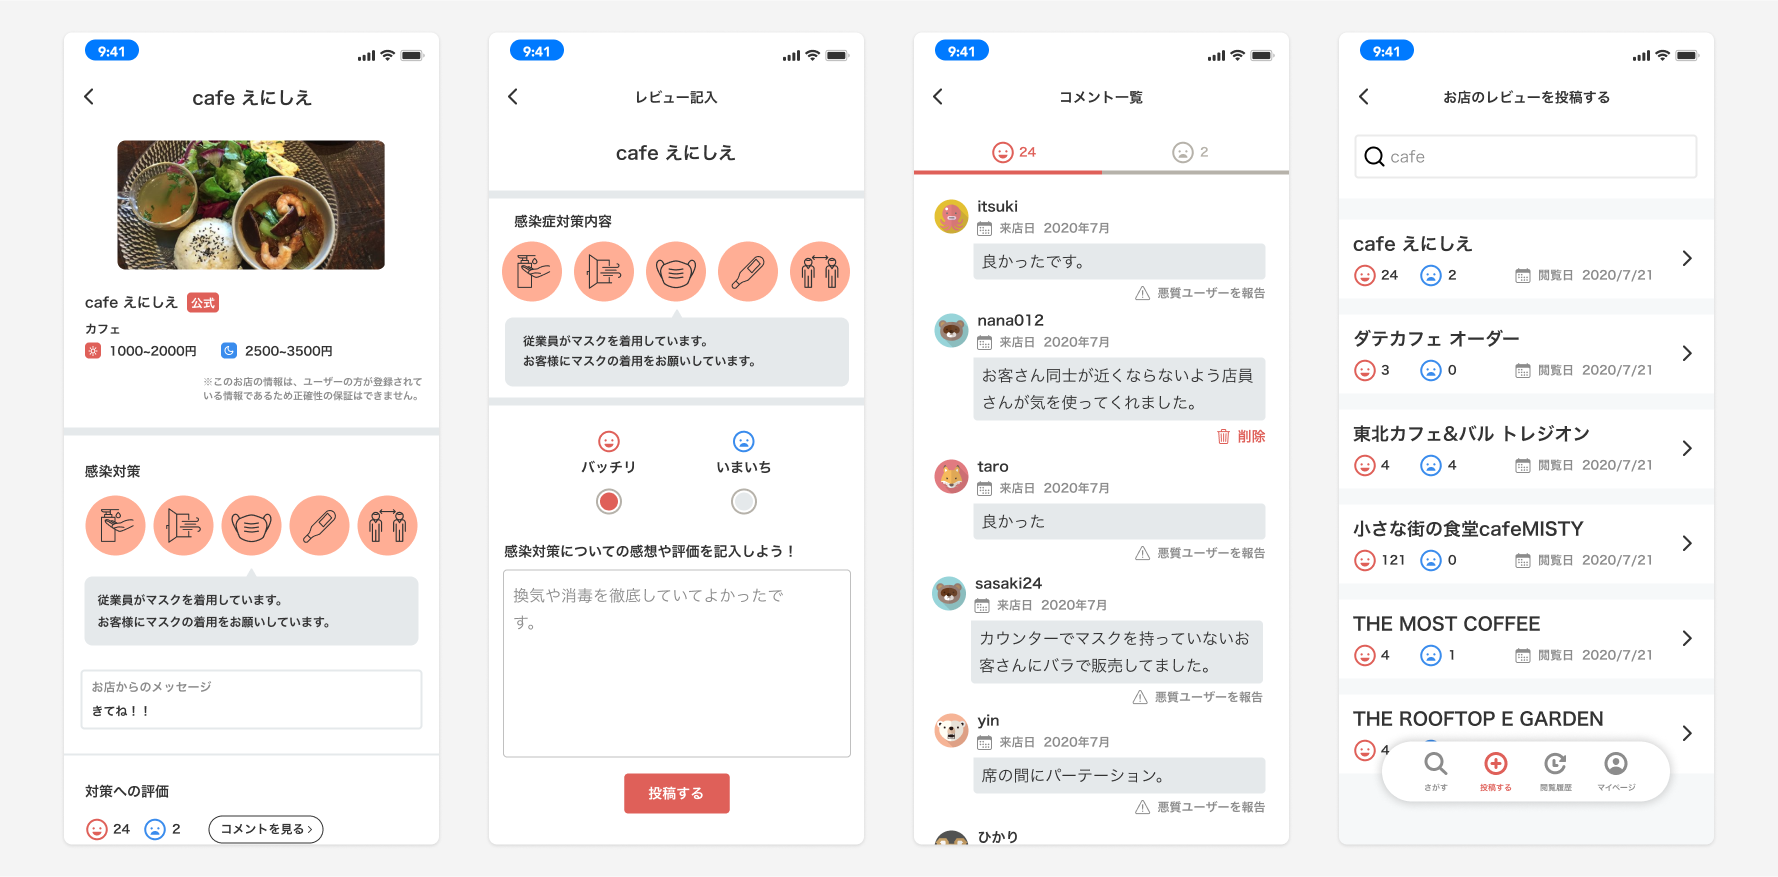 9:41
cafe えにしえ
cafe えにしえ 公式
カフェ
1000~2000円 2500~3500円
※このお店の情報は、ユーザーの方が登録されて
いる情報であるため正確性の保証はできません。
感染対策
従業員がマスクを着用しています。
お客様にマスクの着用をお願いしています。
お店からのメッセージ
きてね！！
対策への評価
24 2 コメントを見る
9:41
レビュー記入
cafe えにしえ
感染症対策内容
従業員がマスクを着用しています。
お客様にマスクの着用をお願いしています。
バッチリ いまいち
感染対策についての感想や評価を記入しよう！
換気や消毒を徹底していてよかったで
す。
投稿する
9:41
コメント一覧
24 2
itsuki
来店日 2020年7月
良かったです。
悪質ユーザーを報告
nana012
来店日 2020年7月
お客さん同士が近くならないよう店員
さんが気を使ってくれました。
削除
taro
来店日 2020年7月
良かった
悪質ユーザーを報告
sasaki24
来店日 2020年7月
カウンターでマスクを持っていないお
客さんにバラで販売してました。
悪質ユーザーを報告
yin
来店日 2020年7月
席の間にパーテーション。
悪質ユーザーを報告
ひかり
9:41
お店のレビューを投稿する
cafe
cafe えにしえ
24 2 閲覧日 2020/7/21
ダテカフェ オーダー
3 0 閲覧日 2020/7/21
東北カフェ&バル トレジオン
4 4 閲覧日 2020/7/21
小さな街の食堂cafeMISTY
121 0 閲覧日 2020/7/21
THE MOST COFFEE
4 1 閲覧日 2020/7/21
THE ROOFTOP E GARDEN
4
さがす 投稿する 閲覧履歴 マイページ